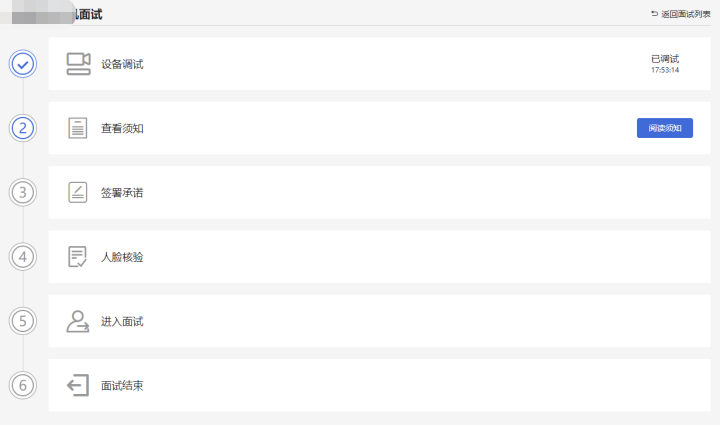 面试
返回面试列表
设备调试
已调试
17:53:14
2
查看须知
阅读须知
3
签署承诺
4
人脸核验
5
进入面试
6
面试结束